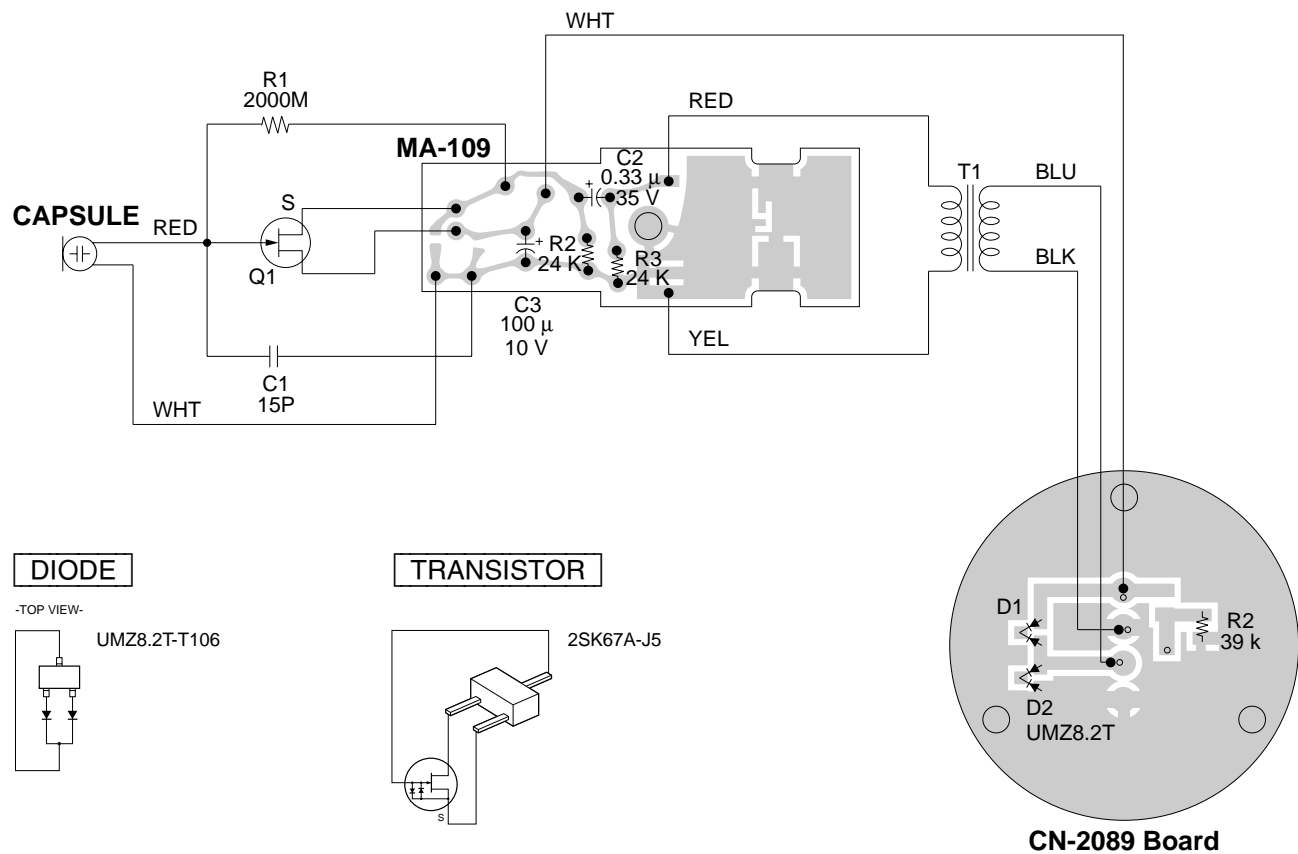 WHT
R1
2000M
RED
MA-109
C2
0.33 µ
35 V
T1
BLU
S
CAPSULE
RED
+
+
R2
24 K
R3
24 K
BLK
Q1
C3
100 µ
10 V
YEL
C1
15P
WHT
DIODE
-TOP VIEW-
UMZ8.2T-T106
TRANSISTOR
2SK67A-J5
S
D1
R2
39 k
D2
UMZ8.2T
CN-2089 Board